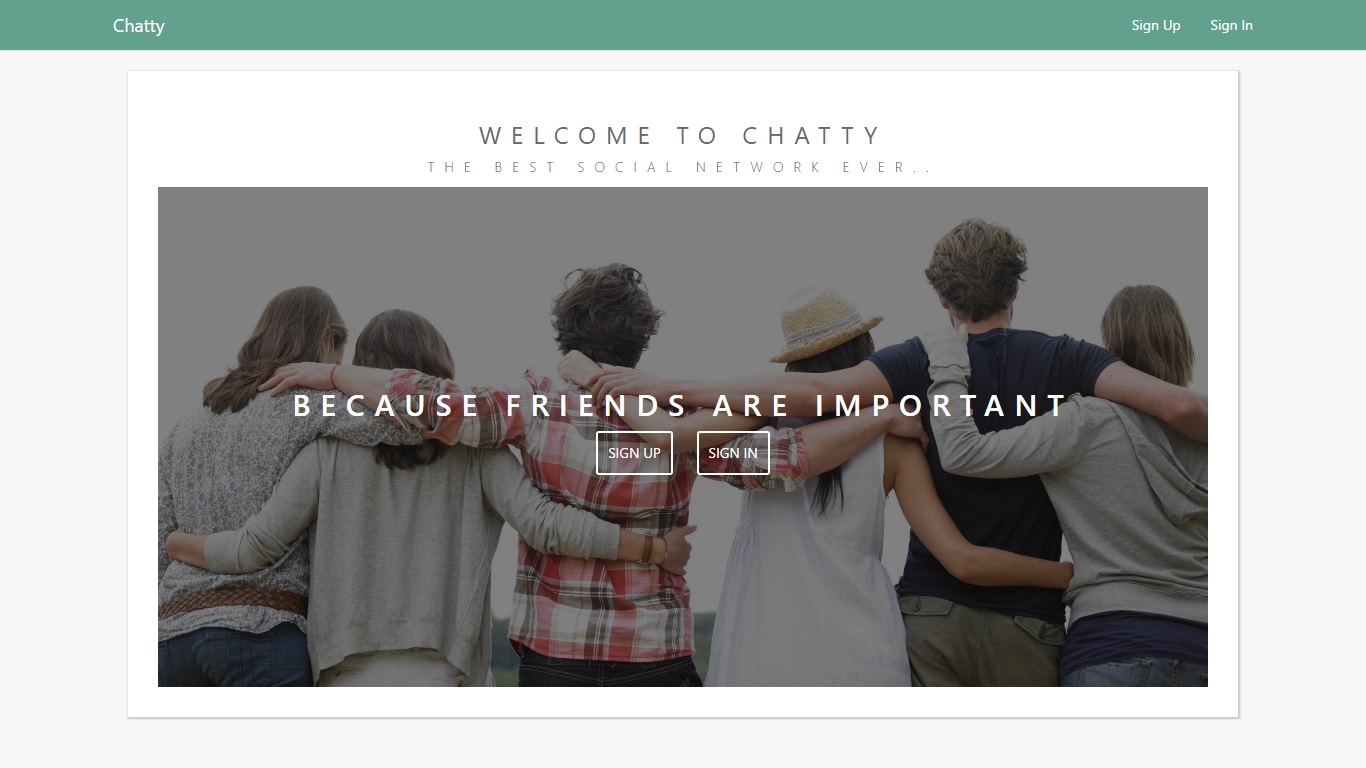 Chatty Sign Up Sign In
WELCOME TO CHATTY
THE BEST SOCIAL NETWORK EVER..
BECAUSE FRIENDS ARE IMPORTANT
SIGN UP SIGN IN